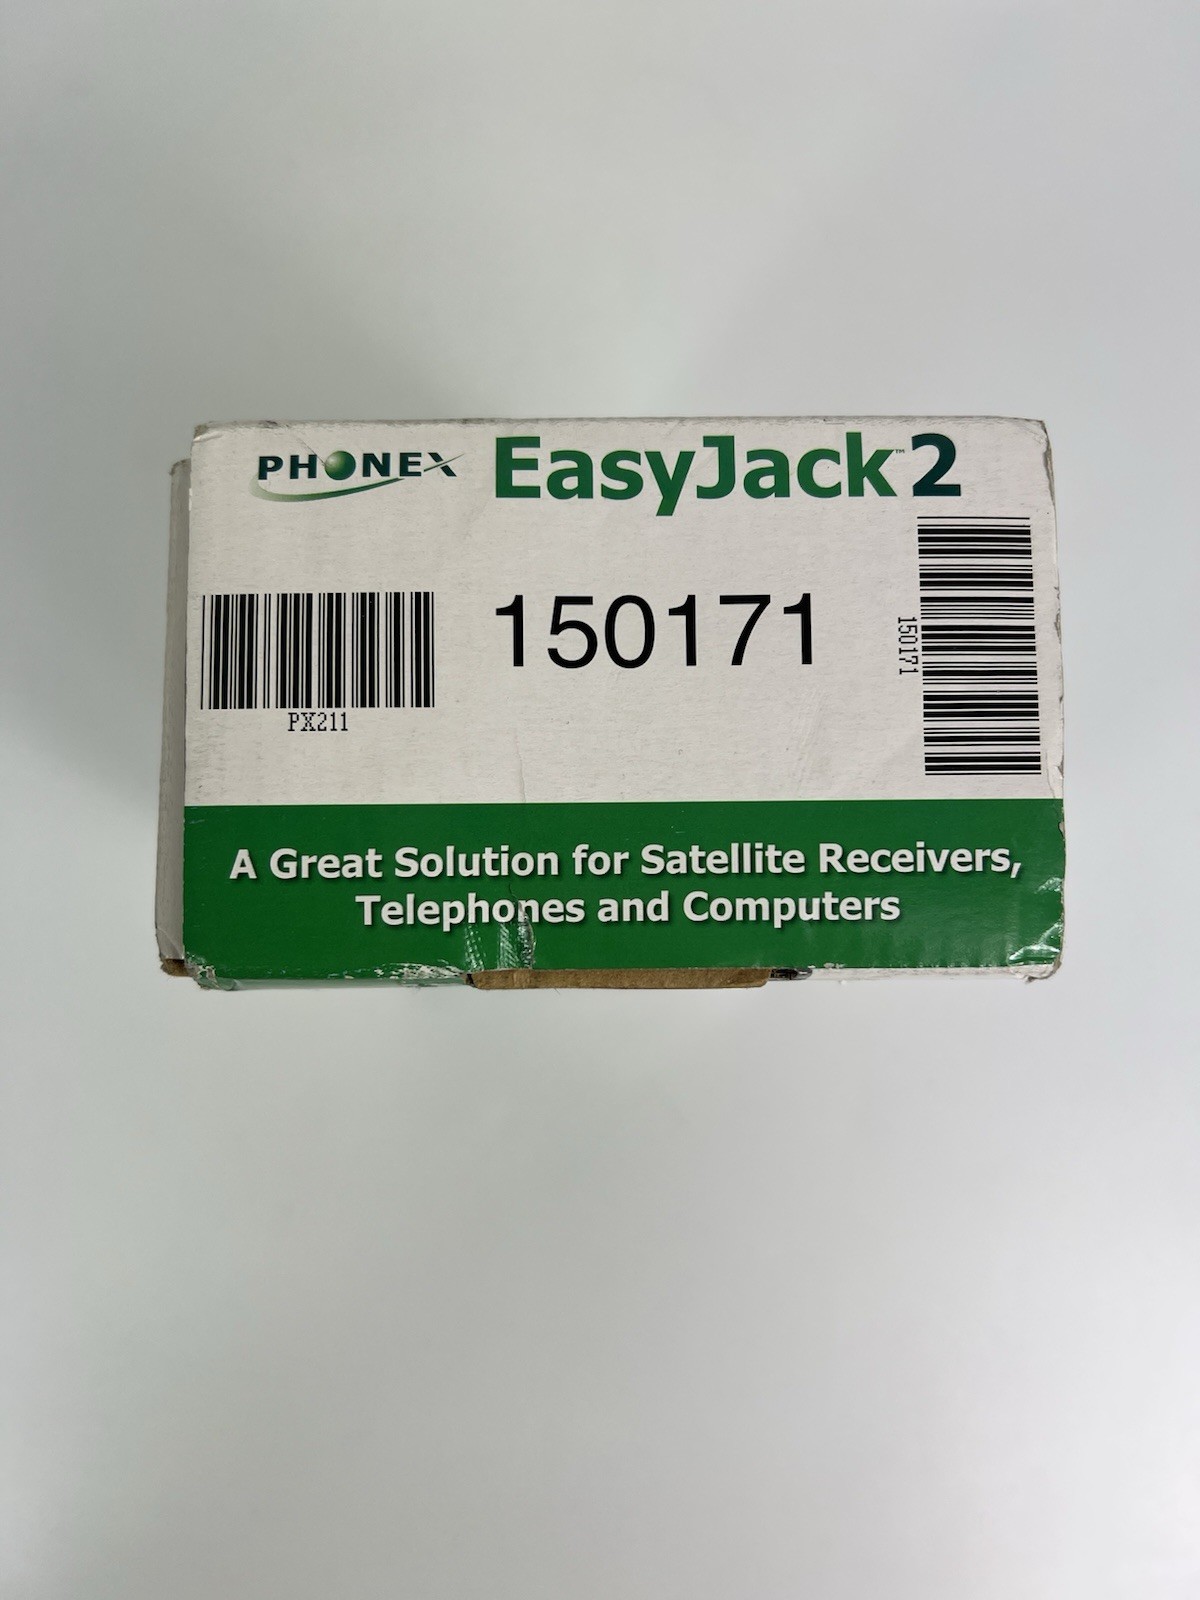 PHONEX EasyJack™2
150171
PX211
150171
A Great Solution for Satellite Receivers,
Telephones and Computers